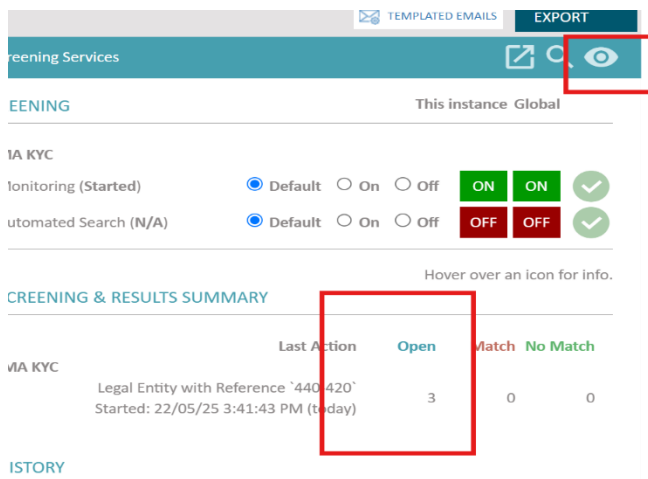 TEMPLATED EMAILS EXPORT
reening Services
EENING This instance Global
MA KYC
Monitoring (Started) Default On Off ON ON
utomated Search (N/A) Default On Off OFF OFF
Hover over an icon for info.
CREENING & RESULTS SUMMARY
Last Action Open Match No Match
MA KYC
Legal Entity with Reference `440420`
Started: 22/05/25 3:41:43 PM (today) 3 0 0
ISTORY